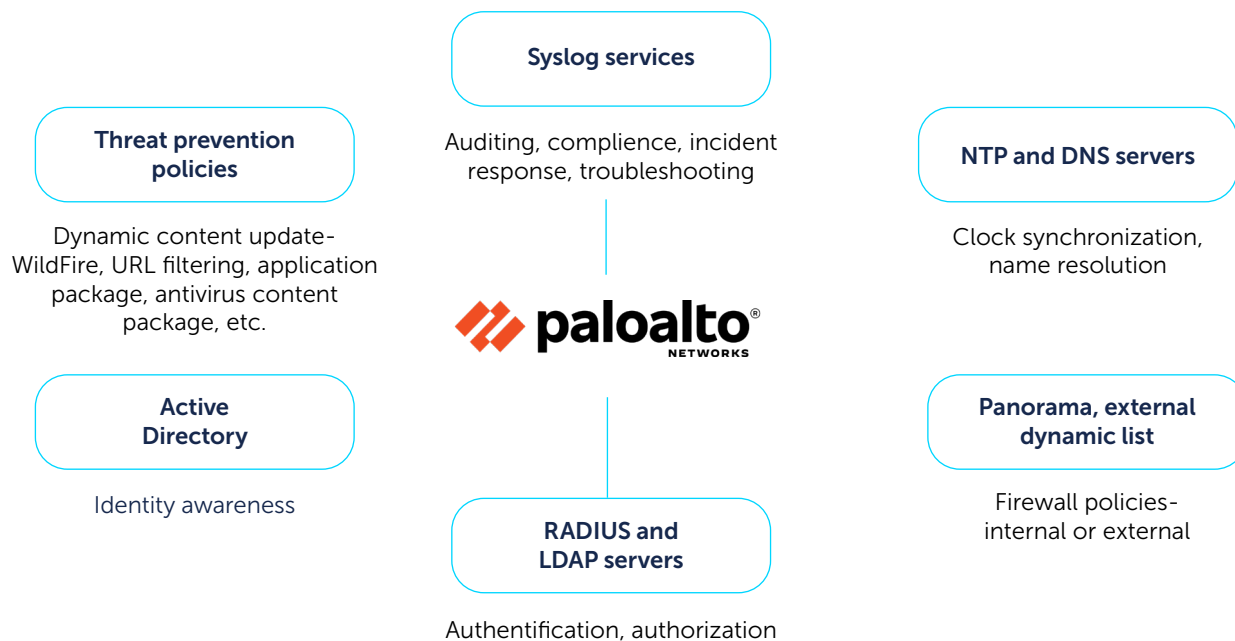 Syslog services
Auditing, complience, incident
response, troubleshooting
Threat prevention
policies
Dynamic content update-
WildFire, URL filtering, application
package, antivirus content
package, etc.
NTP and DNS servers
Clock synchronization,
name resolution
paloalto®
NETWORKS
Active
Directory
Identity awareness
Panorama, external
dynamic list
Firewall policies-
internal or external
RADIUS and
LDAP servers
Authentification, authorization